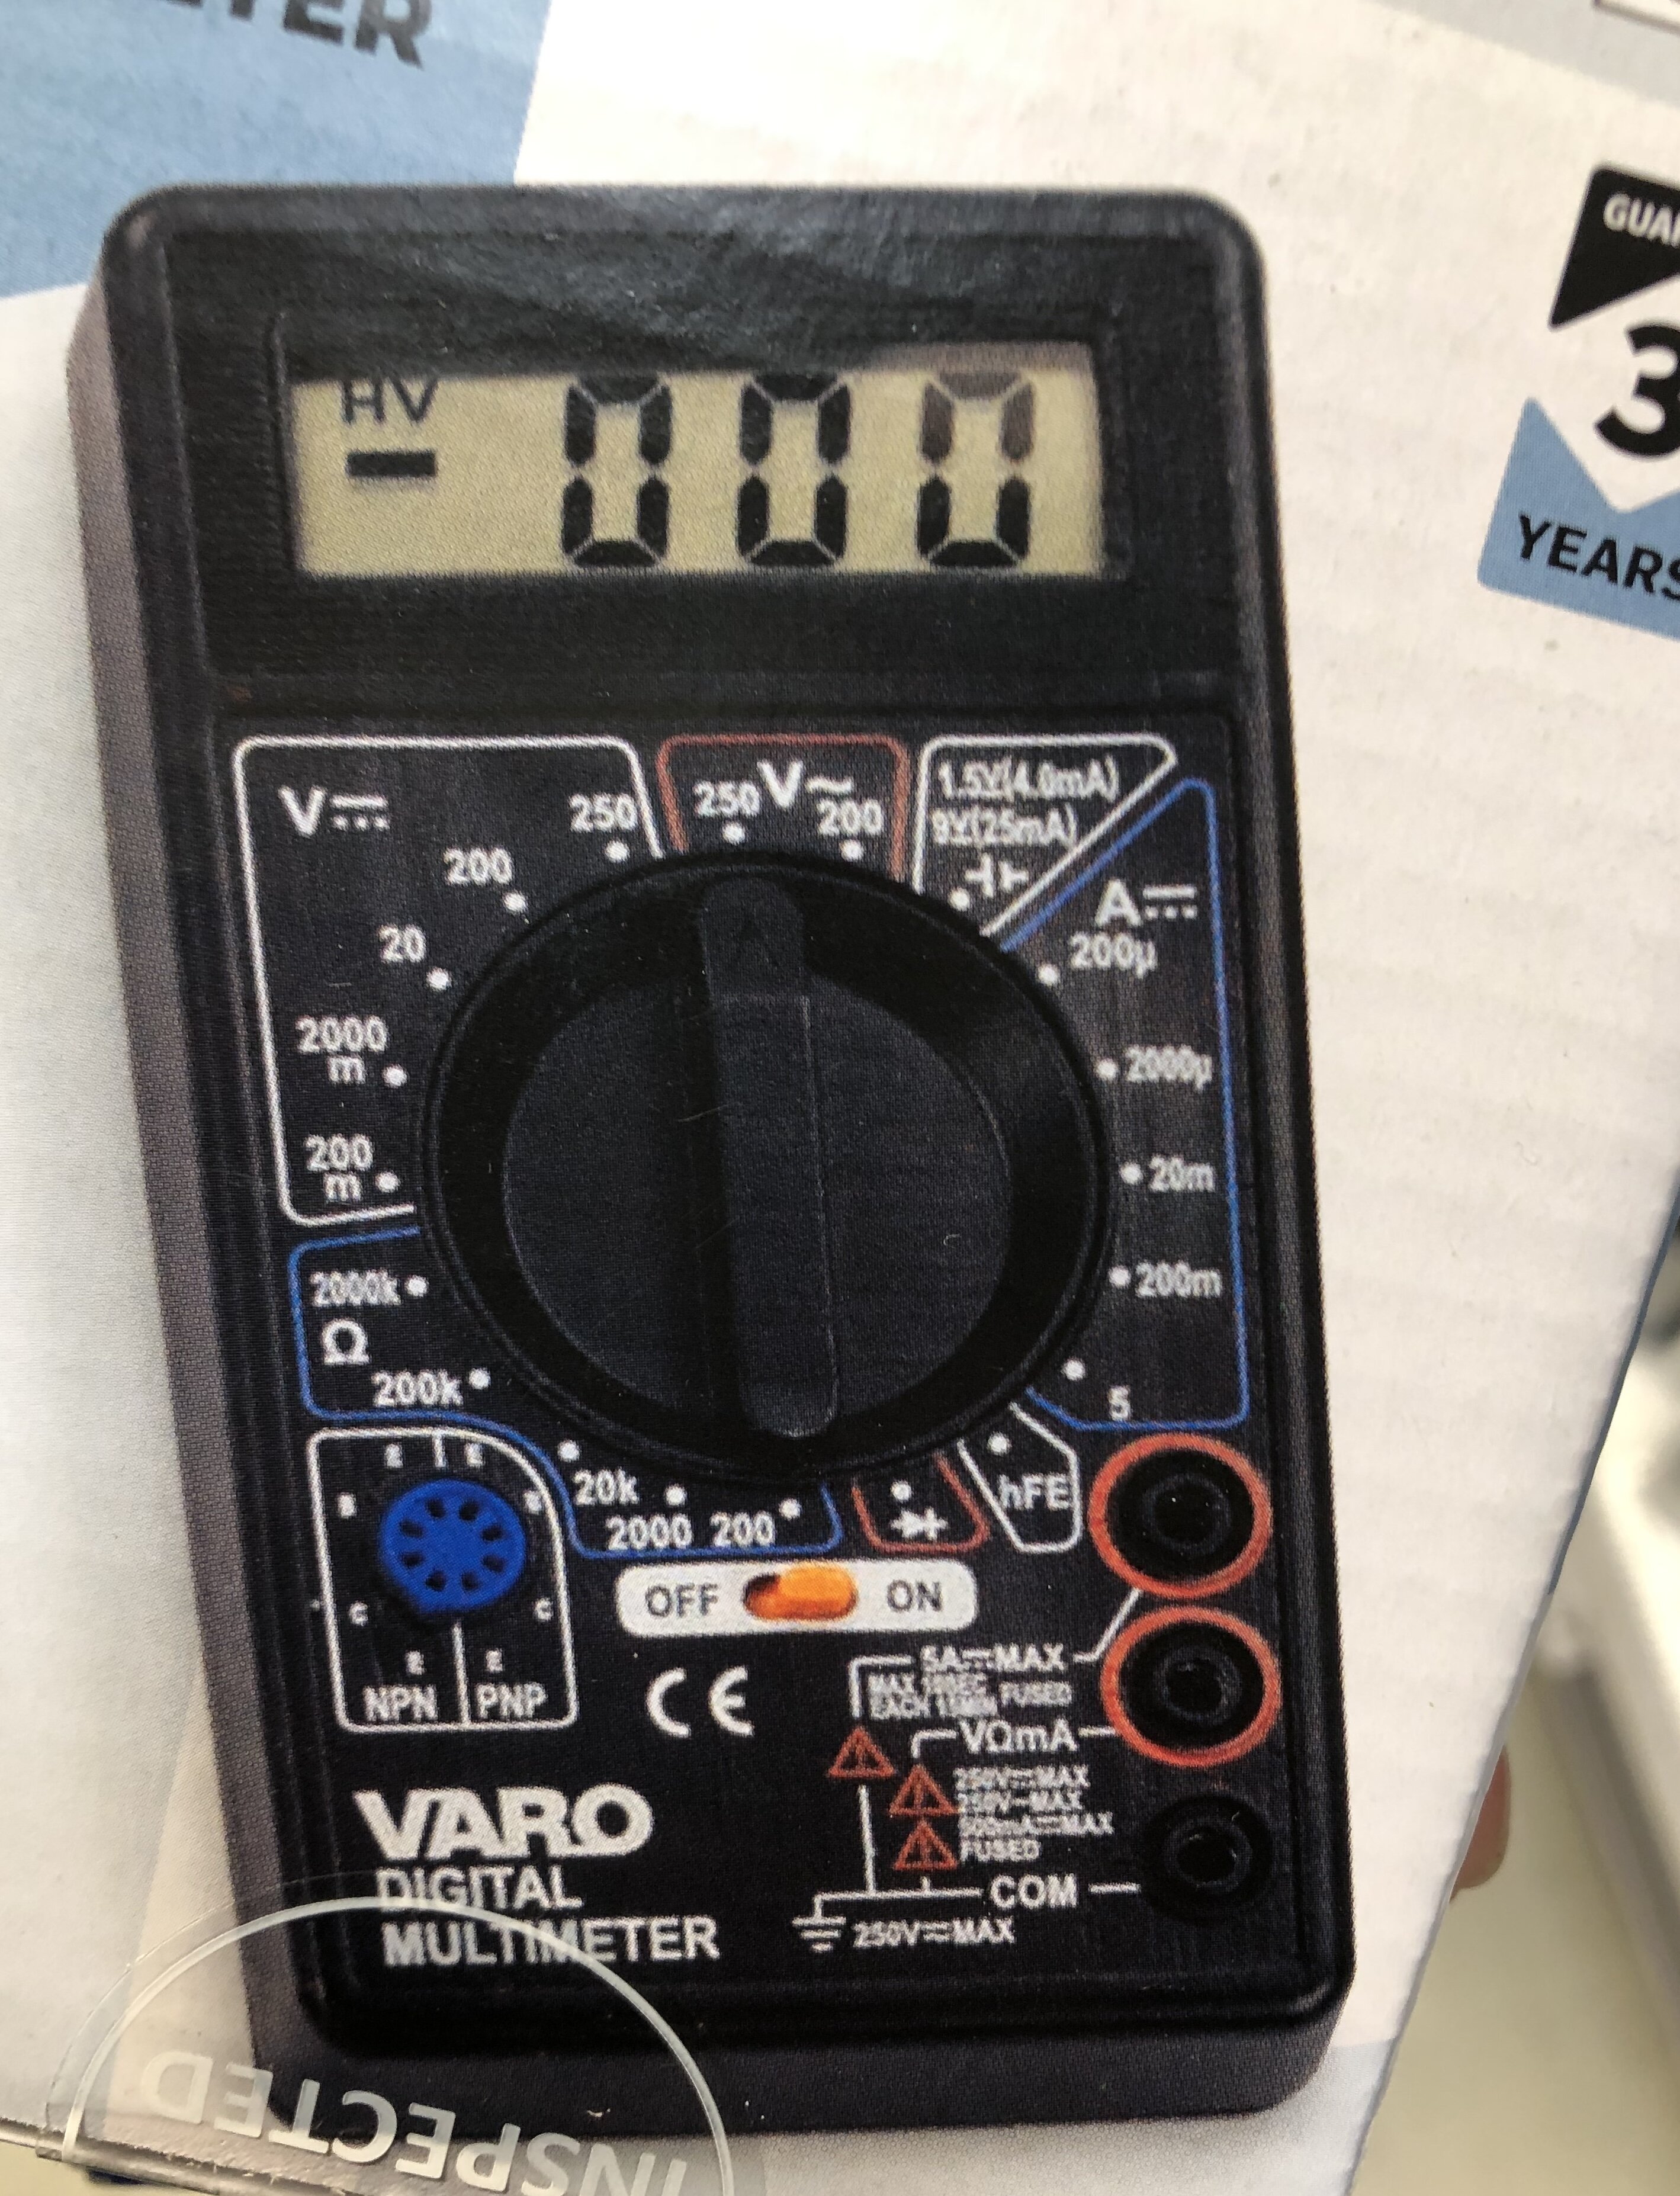 HV
- 000
V⎓
250
200
20
2000
m
200
m
250 V~ 200
1.5V(4.0mA)
9V(25mA)
A⎓
200µ
2000µ
20m
200m
5
2000k
Ω
200k
20k
2000 200
hFE
E E
B
C C
E E
NPN PNP
OFF ON
CE
5A⎓MAX
FUSED
VΩmA
FUSED
COM
250V⎓MAX
VARO
DIGITAL
MULTIMETER
3
YEARS
INSPECTED